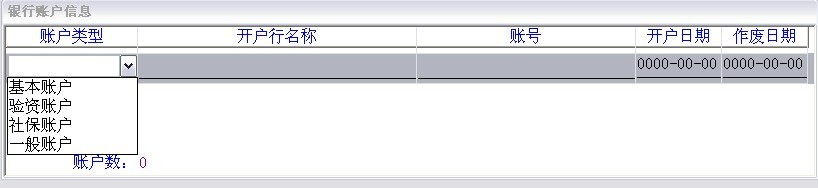 银行账户信息
账户类型 开户行名称 账号 开户日期 作废日期
0000-00-00 0000-00-00
基本账户
验资账户
社保账户
一般账户
账户数： 0